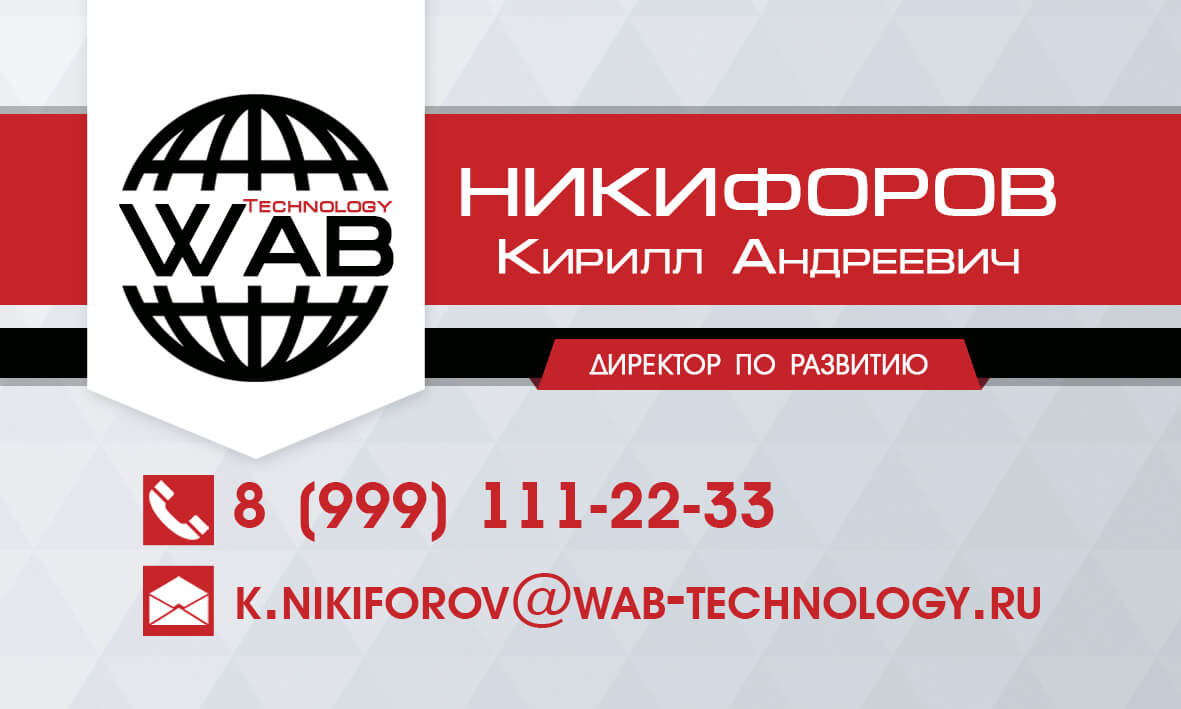 Technology
WAB
НИКИФОРОВ
Кирилл Андреевич
ДИРЕКТОР ПО РАЗВИТИЮ
8 (999) 111-22-33
K.NIKIFOROV@WAB-TECHNOLOGY.RU